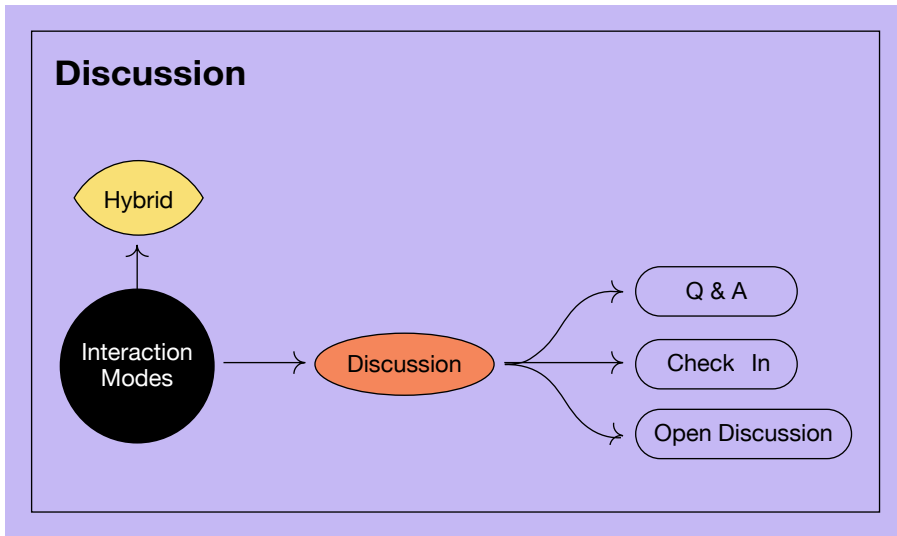 Discussion
Hybrid
Interaction
Modes
Discussion
Q & A
Check In
Open Discussion